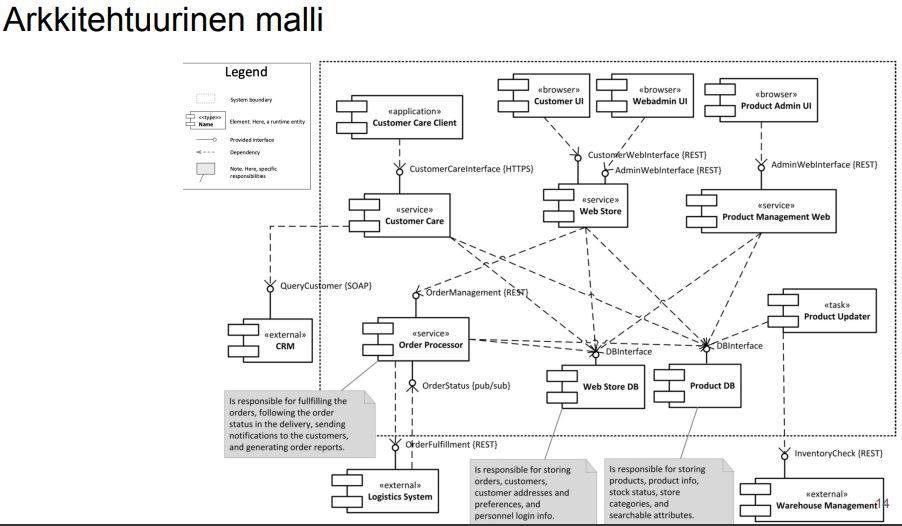 Arkkitehtuurinen malli
Legend
System boundary
<<type>>
Name
Element. Here, a runtime entity
Provided interface
Dependency
Note. Here, specific
responsibilities
«application»
Customer Care Client
«browser»
Customer UI
«browser»
Webadmin UI
«browser»
Product Admin UI
CustomerCareInterface {HTTPS}
CustomerWebInterface {REST}
AdminWebInterface {REST}
AdminWebInterface {REST}
«service»
Customer Care
«service»
Web Store
«service»
Product Management Web
QueryCustomer {SOAP}
OrderManagement {REST}
«external»
CRM
«service»
Order Processor
«task»
Product Updater
DBInterface
DBInterface
OrderStatus {pub/sub}
Web Store DB
Product DB
Is responsible for fullfilling the
orders, following the order
status in the delivery, sending
notifications to the customers,
and generating order reports.
OrderFulfillment {REST}
InventoryCheck {REST}
«external»
Logistics System
Is responsible for storing
orders, customers,
customer addresses and
preferences, and
personnel login info.
Is responsible for storing
products, product info,
stock status, store
categories, and
searchable attributes.
«external»
Warehouse Management
14